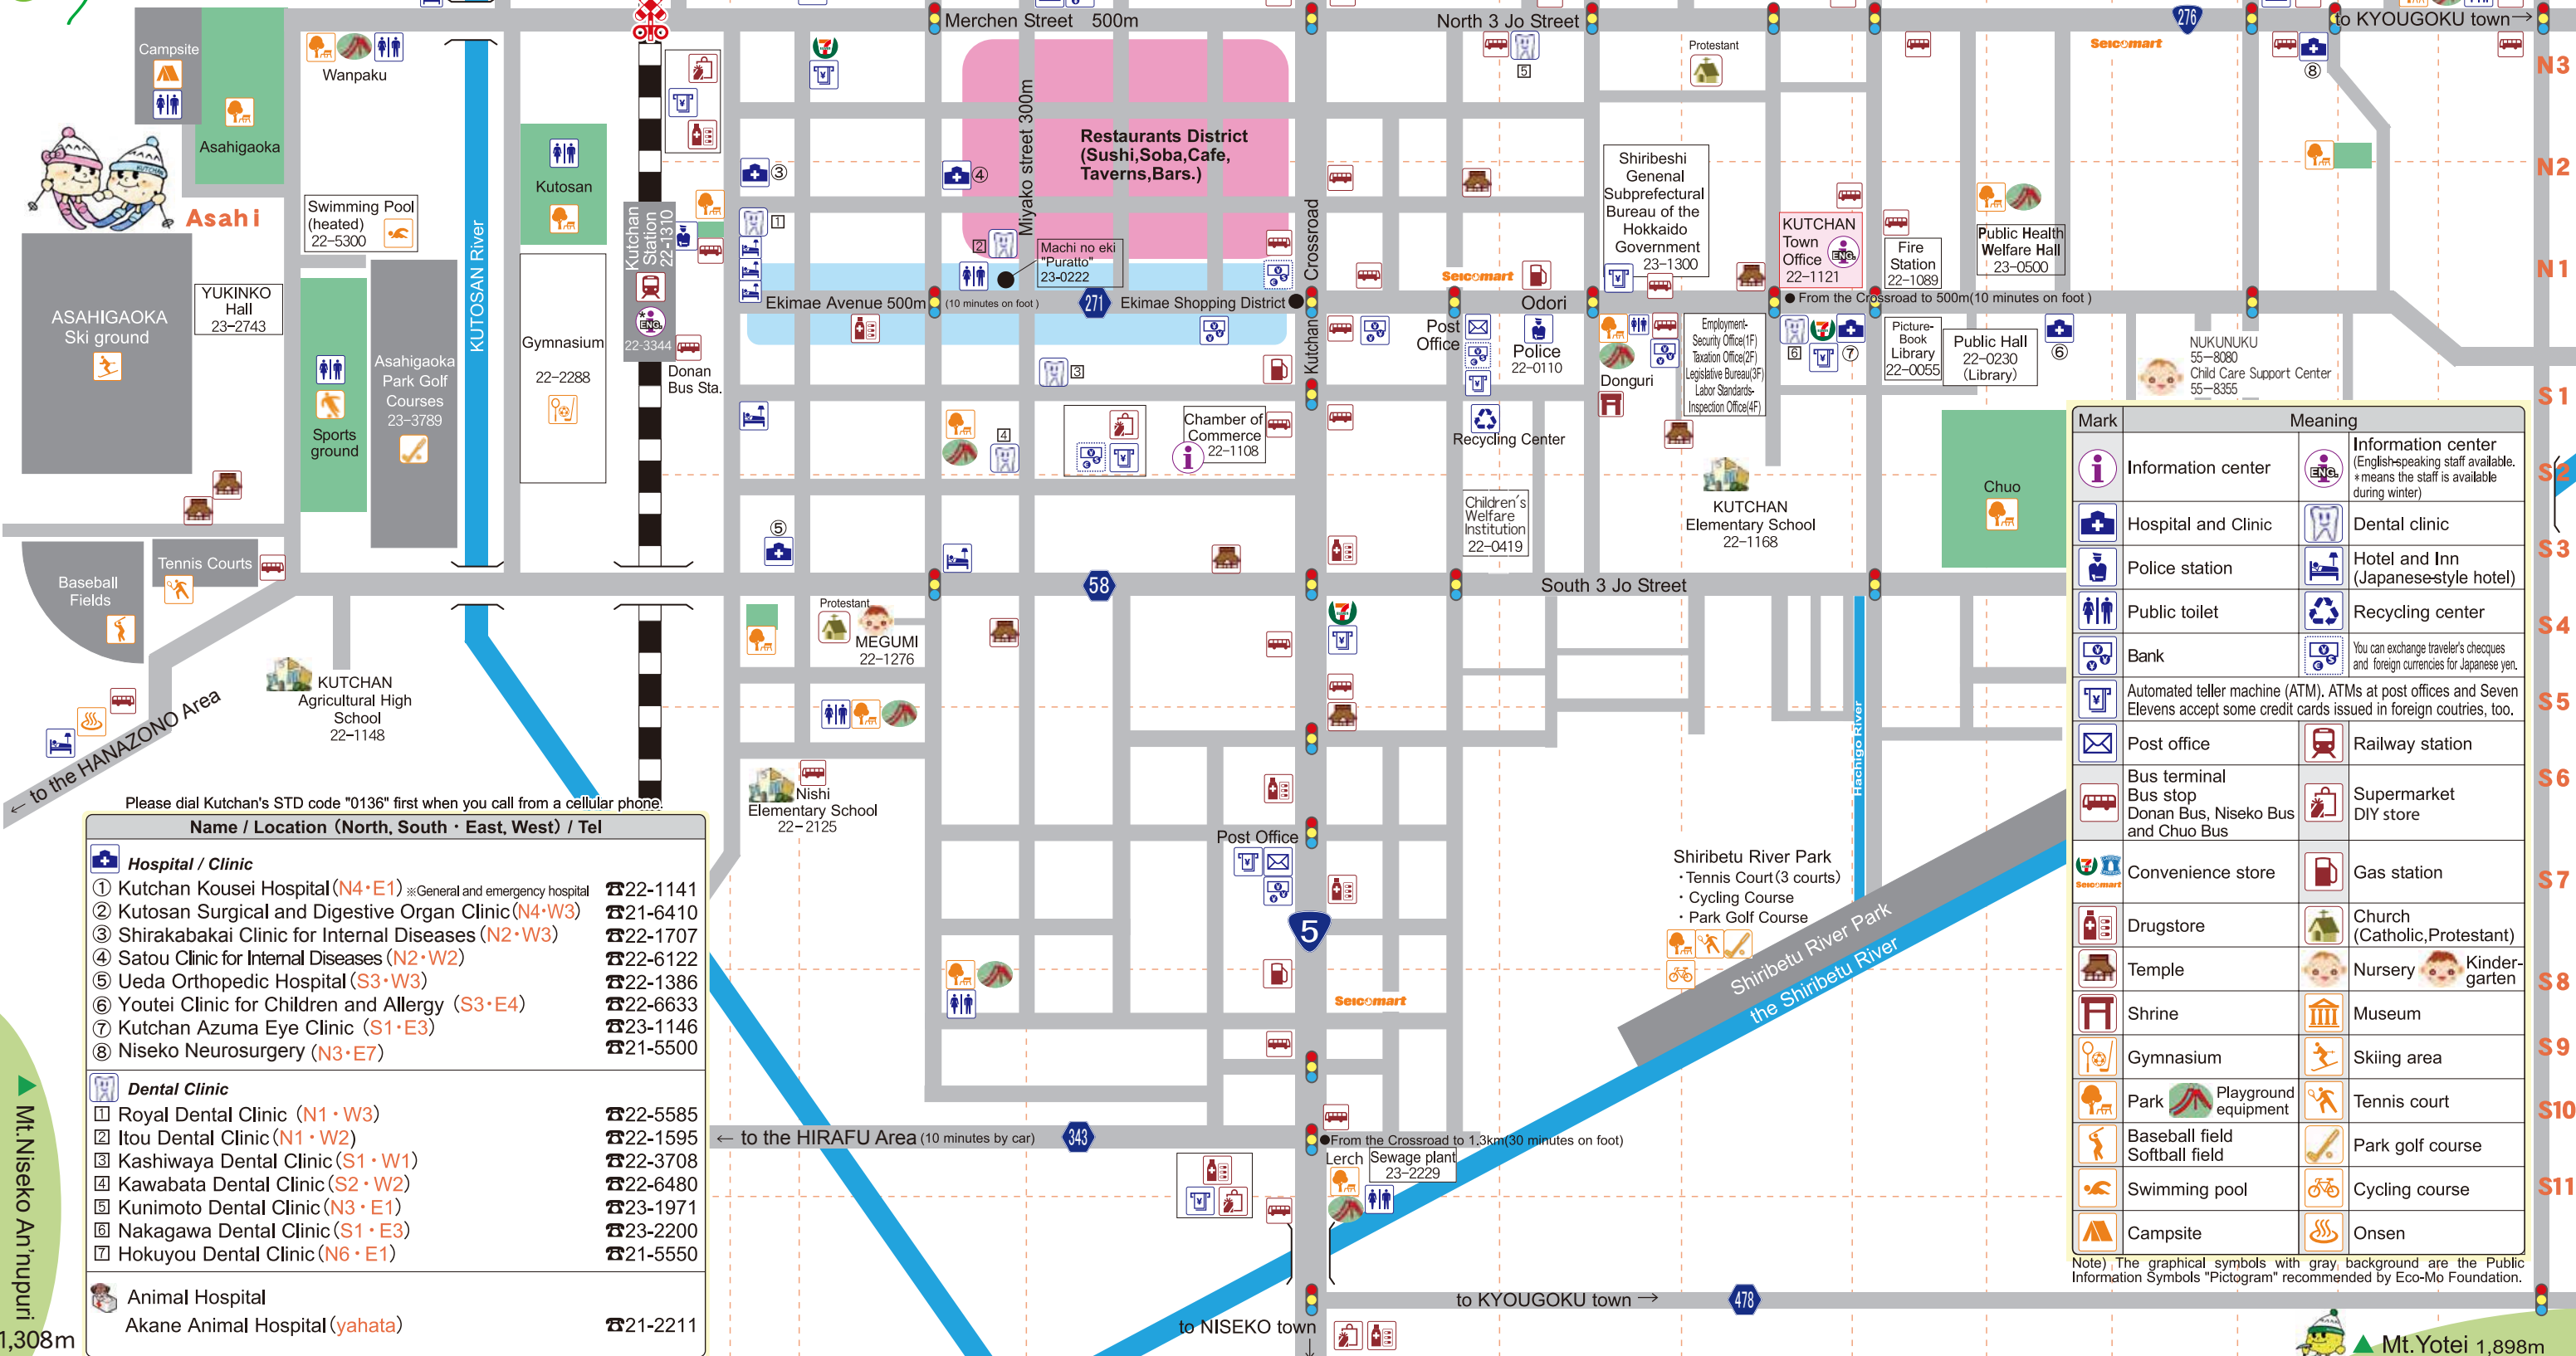 Merchen Street 500m
North 3 Jo Street
276
to KYOUGOKU town→
Campsite
Wanpaku
Asahigaoka
Asahi
Swimming Pool
(heated)
22-5300
Kutosan
KUTOSAN River
Kutchan
Station
22-1310
ENG.
22-3344
Miyako street 300m
Restaurants District
(Sushi,Soba,Cafe,
Taverns,Bars.)
Protestant
SEICOMART
5
8
N3
N2
N1
3
4
1
2
Machi no eki
"Puratto"
23-0222
Kutchan Crossroad
Shiribeshi
General
Subprefectural
Bureau of the
Hokkaido
Government
23-1300
KUTCHAN
Town
Office
22-1121
ENG.
Fire
Station
22-1089
Public Health
Welfare Hall
23-0500
SEICOMART
ASAHIGAOKA
Ski ground
YUKINKO
Hall
23-2743
Sports
ground
Asahigaoka
Park Golf
Courses
23-3789
Gymnasium
22-2288
Donan
Bus Sta.
Ekimae Avenue 500m
(10 minutes on foot)
271
Ekimae Shopping District
Odori
From the Crossroad to 500m(10 minutes on foot)
Post
Office
Police
22-0110
Donguri
Employment-
Security Office(1F)
Taxation Office(2F)
Legislative Bureau(3F)
Labor Standards-
Inspection Office(4F)
6
7
Picture-
Book
Library
22-0055
Public Hall
22-0230
(Library)
6
NUKUNUKU
55-8080
Child Care Support Center
55-8355
3
4
Chamber of
Commerce
22-1108
Recycling Center
Children's
Welfare
Institution
22-0419
KUTCHAN
Elementary School
22-1168
Chuo
S1
S2
S3
S4
S5
S6
S7
S8
S9
S10
S11
Baseball
Fields
Tennis Courts
5
58
South 3 Jo Street
Protestant
MEGUMI
22-1276
KUTCHAN
Agricultural High
School
22-1148
← to the HANAZONO Area
Nishi
Elementary School
22-2125
Post Office
5
SEICOMART
Hachigo River
Shiribetu River Park
・Tennis Court(3 courts)
・Cycling Course
・Park Golf Course
Shiribetu River Park
the Shiribetu River
← to the HIRAFU Area (10 minutes by car)
343
From the Crossroad to 1.3km(30 minutes on foot)
Lerch
Sewage plant
23-2229
to KYOUGOKU town →
478
to NISEKO town
↓
▲ Mt.Niseko An'nupuri
1,308m
▲ Mt.Yotei 1,898m
Please dial Kutchan's STD code "0136" first when you call from a cellular phone.
Name / Location (North, South・East, West) / Tel
Hospital / Clinic
① Kutchan Kousei Hospital(N4・E1) ※General and emergency hospital ☎22-1141
② Kutosan Surgical and Digestive Organ Clinic(N4・W3) ☎21-6410
③ Shirakabakai Clinic for Internal Diseases(N2・W3) ☎22-1707
④ Satou Clinic for Internal Diseases(N2・W2) ☎22-6122
⑤ Ueda Orthopedic Hospital(S3・W3) ☎22-1386
⑥ Youtei Clinic for Children and Allergy (S3・E4) ☎22-6633
⑦ Kutchan Azuma Eye Clinic (S1・E3) ☎23-1146
⑧ Niseko Neurosurgery (N3・E7) ☎21-5500
Dental Clinic
1 Royal Dental Clinic (N1・W3) ☎22-5585
2 Itou Dental Clinic(N1・W2) ☎22-1595
3 Kashiwaya Dental Clinic(S1・W1) ☎22-3708
4 Kawabata Dental Clinic(S2・W2) ☎22-6480
5 Kunimoto Dental Clinic(N3・E1) ☎23-1971
6 Nakagawa Dental Clinic(S1・E3) ☎23-2200
7 Hokuyou Dental Clinic(N6・E1) ☎21-5550
Animal Hospital
Akane Animal Hospital(yahata) ☎21-2211
Mark Meaning
Information center
ENG.
Information center
(English-speaking staff available.
*means the staff is available
during winter)
Hospital and Clinic
Dental clinic
Police station
Hotel and Inn
(Japanese-style hotel)
Public toilet
Recycling center
Bank
You can exchange traveler's checques
and foreign currencies for Japanese yen.
Automated teller machine (ATM). ATMs at post offices and Seven
Elevens accept some credit cards issued in foreign coutries, too.
Post office
Railway station
Bus terminal
Bus stop
Donan Bus, Niseko Bus
and Chuo Bus
Supermarket
DIY store
SEICOMART
Convenience store
Gas station
Drugstore
Church
(Catholic,Protestant)
Temple
Nursery
Kinder-
garten
Shrine
Museum
Gymnasium
Skiing area
Park
Playground
equipment
Tennis court
Baseball field
Softball field
Park golf course
Swimming pool
Cycling course
Campsite
Onsen
Note) The graphical symbols with gray background are the Public
Information Symbols "Pictogram" recommended by Eco-Mo Foundation.